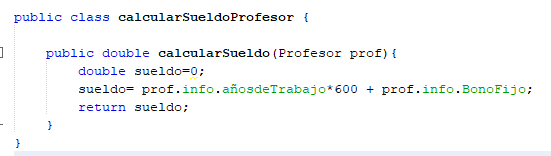 public class calcularSueldoProfesor {
public double calcularSueldo(Profesor prof){
double sueldo=0;
sueldo= prof.info.añosdeTrabajo*600 + prof.info.BonoFijo;
return sueldo;
}
}